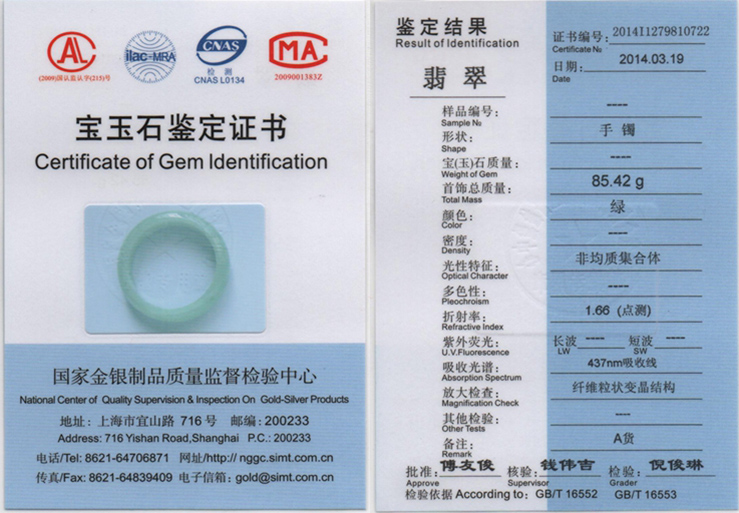 CAL
(2009)国认监认字(215)号
ilac-MRA
CNAS
检 测
CNAS L0134
MA
2009001383Z
宝玉石鉴定证书
Certificate of Gem Identification
国家金银制品质量监督检验中心
National Center of Quality Supervision & Inspection On Gold-Silver Products
地址: 上海市宜山路 716 号 邮编: 200233
Address: 716 Yishan Road,Shanghai P.C.: 200233
电话/Tel: 8621-64706871 网址/http:// nggc.simt.com.cn
传真/Fax: 8621-64839409 电子信箱: gold@simt.com.cn
鉴定结果
Result of Identification
证书编号: 201411279810722
Certificate №
日期: 2014.03.19
Date
翡 翠
样品编号: ----
Sample №
形状: 手 镯
Shape
宝(玉)石质量: ----
Weight of Gem
首饰总质量: 85.42 g
Total Mass
颜色: 绿
Color
密度: ----
Density
光性特征: 非均质集合体
Optical Character
多色性: ----
Pleochroism
折射率: 1.66 (点测)
Refractive Index
紫外荧光: 长波 ---- 短波 ----
U.V.Fluorescence LW SW
吸收光谱: 437nm吸收线
Absorption Spectrum
放大检查: 纤维粒状变晶结构
Magnification Check
其他检验: ----
Other Tests
备注: A货
Remark
批准: 傅友俊 核验: 钱伟吉 检验: 倪俊琳
Approve Supervisor Grader
检验依据 According to: GB/T 16552 GB/T 16553